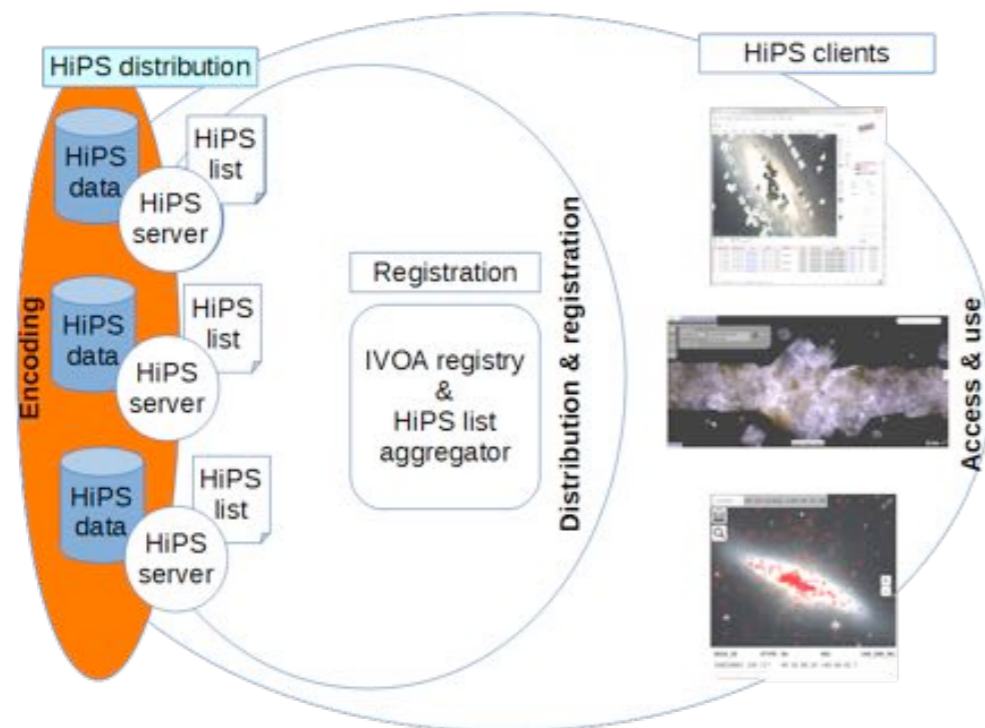 HiPS distribution
HiPS clients
HiPS
data
HiPS
list
HiPS
server
Encoding
HiPS
data
HiPS
list
HiPS
server
HiPS
data
HiPS
list
HiPS
server
Registration
IVOA registry
&
HiPS list
aggregator
Distribution & registration
Access & use